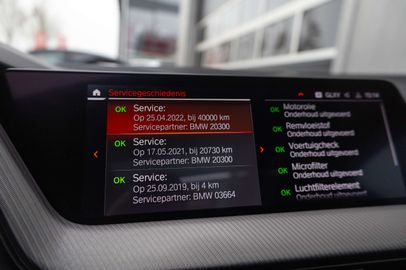 Servicegeschiedenis
GLXY
15:14
OK Service:
Op 25.04.2022, bij 40000 km
Servicepartner: BMW 20300
OK Service:
Op 17.05.2021, bij 20730 km
Servicepartner: BMW 20300
OK Service:
Op 25.09.2019, bij 4 km
Servicepartner: BMW 03664
OK Motorolie
Onderhoud uitgevoerd
OK Remvloeistof
Onderhoud uitgevoerd
OK Voertuigcheck
Onderhoud uitgevoerd
OK Microfilter
Onderhoud uitgevoerd
OK Luchtfilterelement
Onderhoud uitgevoerd